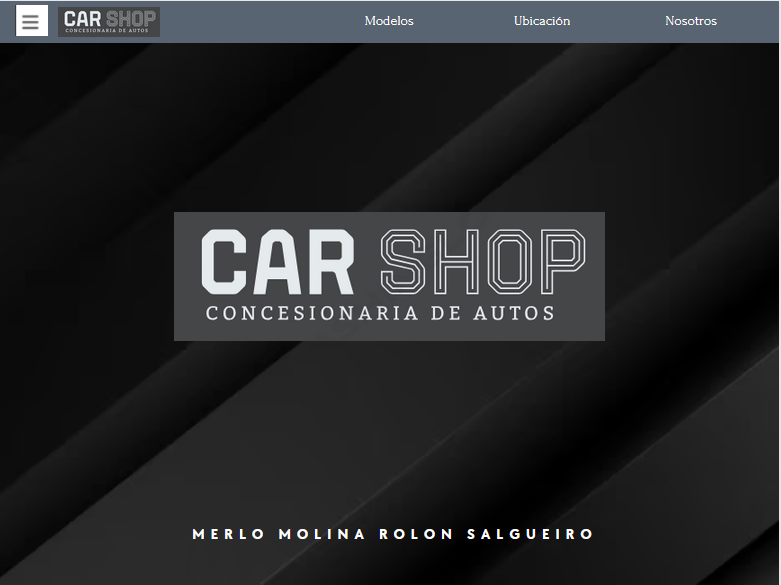 CAR SHOP
CONCESIONARIA DE AUTOS
Modelos
Ubicación
Nosotros
CAR SHOP
CONCESIONARIA DE AUTOS
MERLO MOLINA ROLON SALGUEIRO